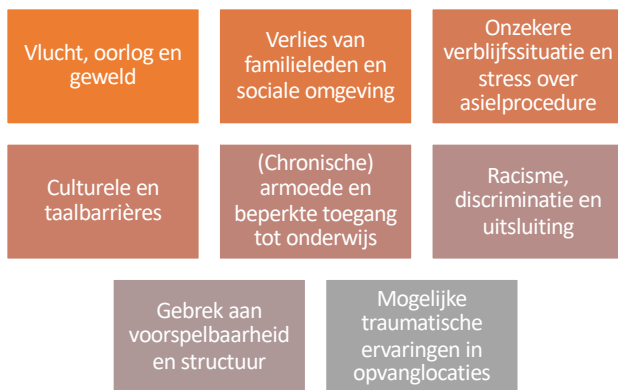 Vlucht, oorlog en
geweld
Verlies van
familieleden en
sociale omgeving
Onzekere
verblijfssituatie en
stress over
asielprocedure
Culturele en
taalbarrières
(Chronische)
armoede en
beperkte toegang
tot onderwijs
Racisme,
discriminatie en
uitsluiting
Gebrek aan
voorspelbaarheid
en structuur
Mogelijke
traumatische
ervaringen in
opvanglocaties